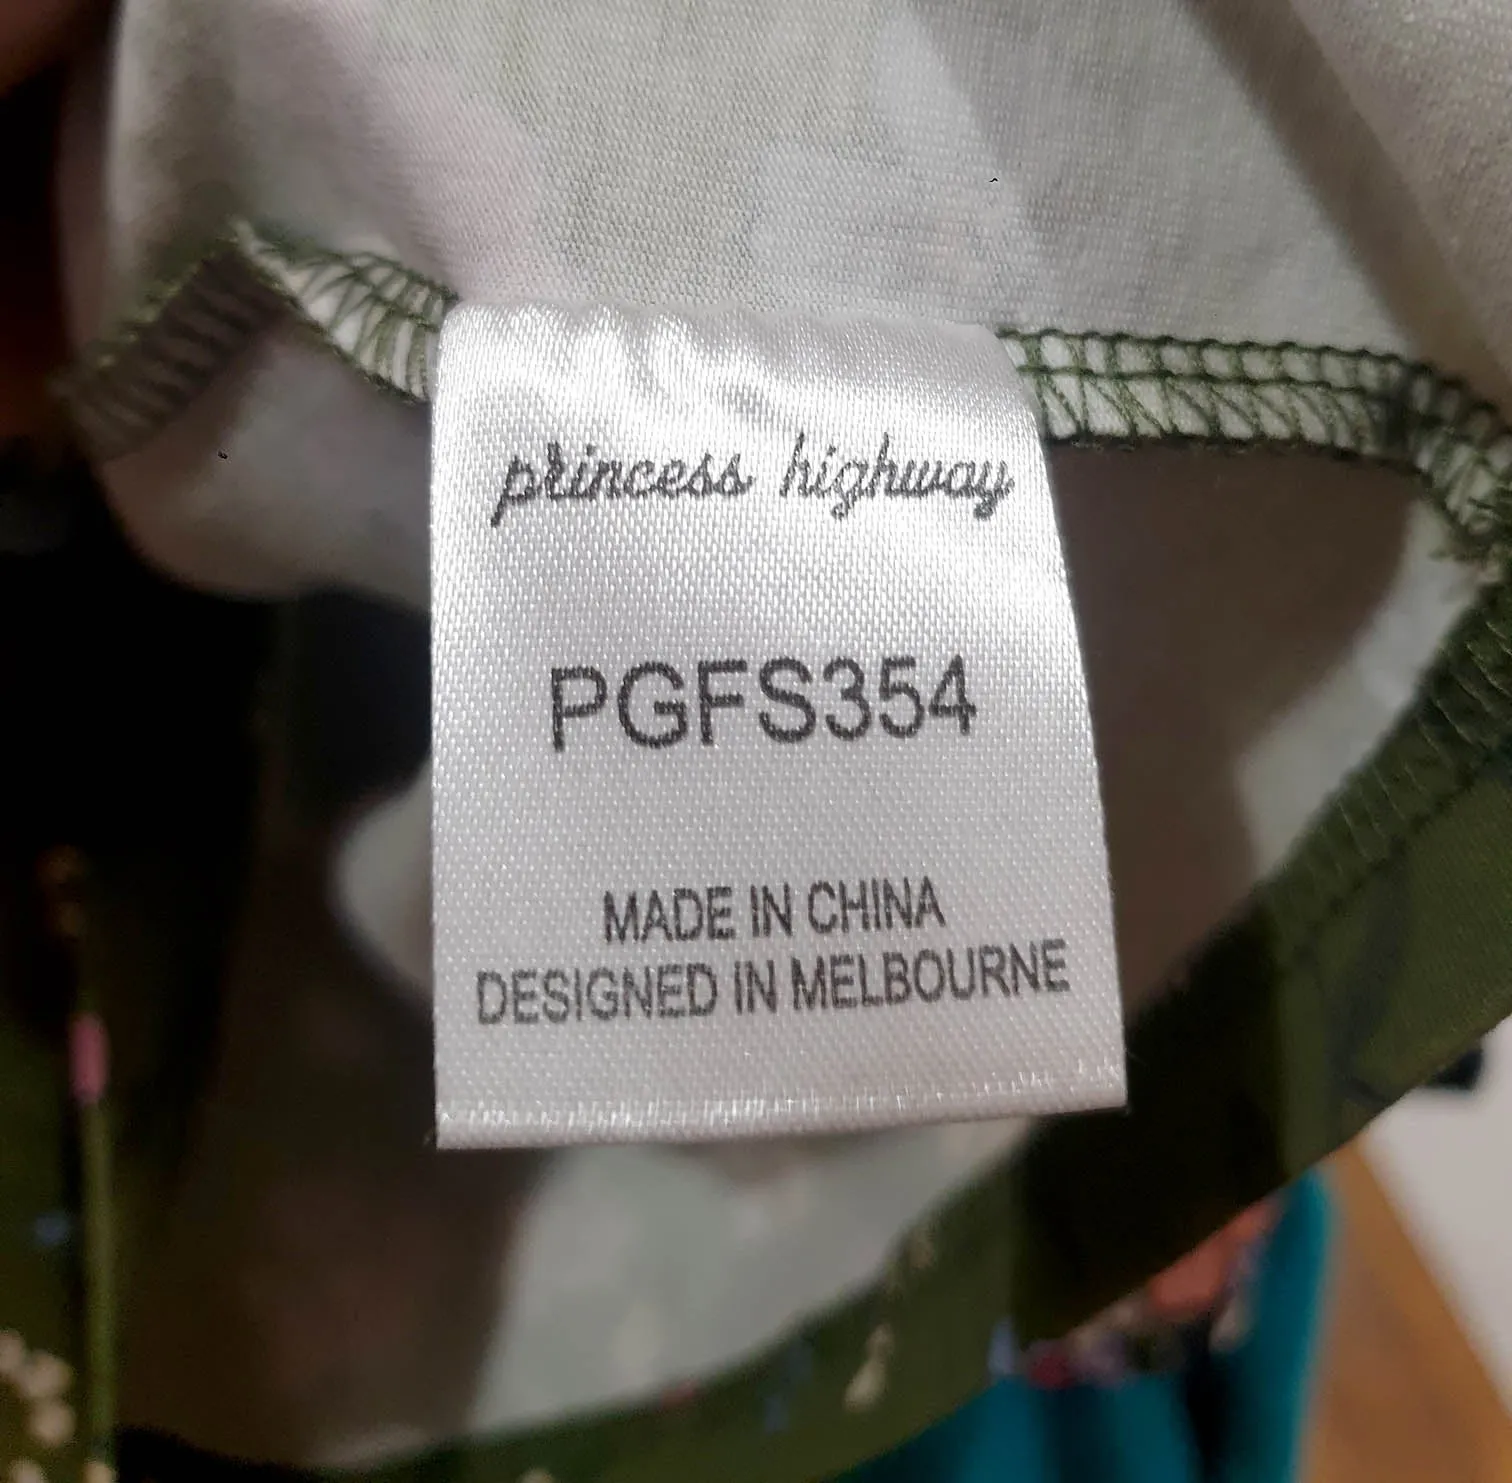 princess highway
PGFS354
MADE IN CHINA
DESIGNED IN MELBOURNE